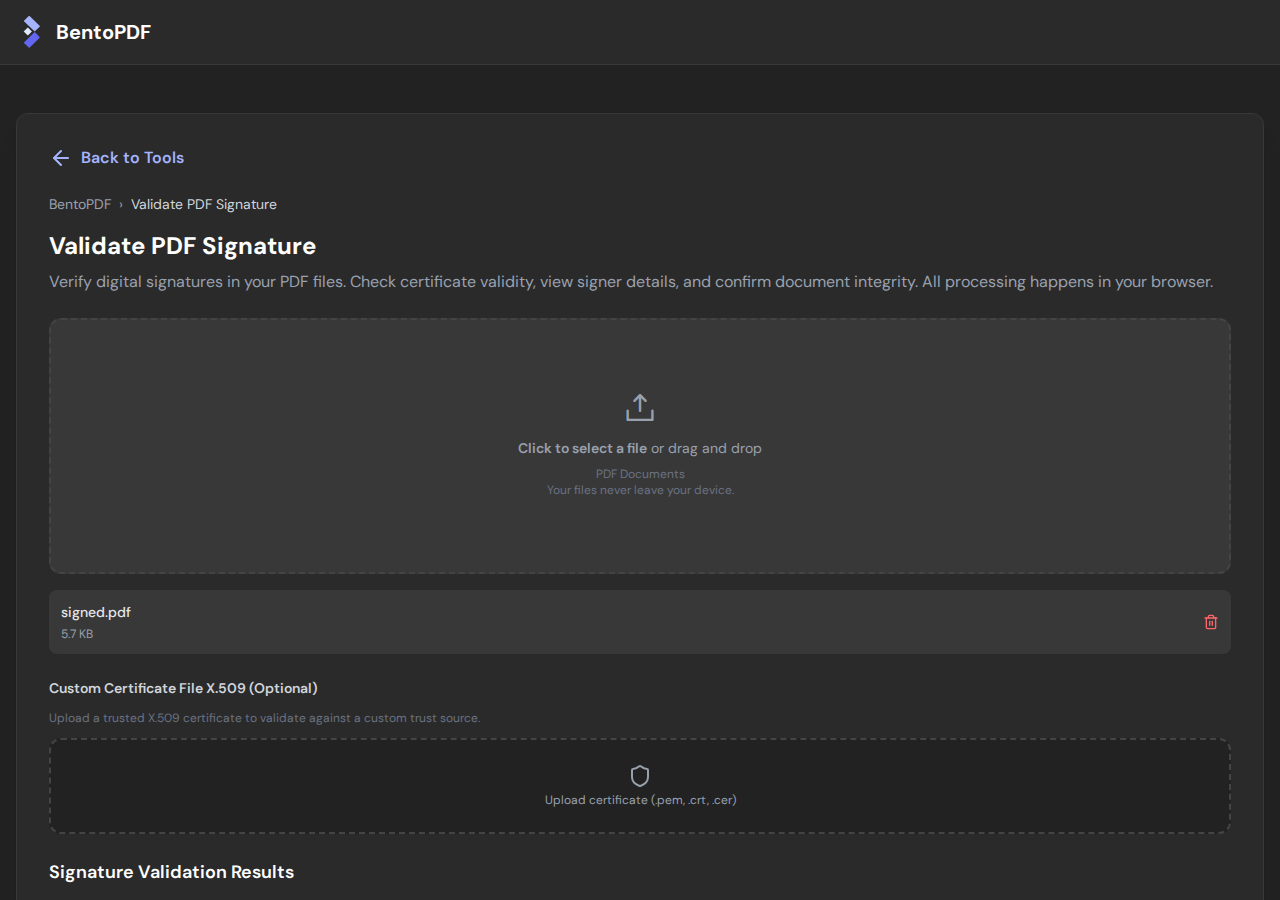 BentoPDF
Back to Tools
BentoPDF › Validate PDF Signature
Validate PDF Signature
Verify digital signatures in your PDF files. Check certificate validity, view signer details, and confirm document integrity. All processing happens in your browser.
Click to select a file or drag and drop
PDF Documents
Your files never leave your device.
signed.pdf
5.7 KB
Custom Certificate File X.509 (Optional)
Upload a trusted X.509 certificate to validate against a custom trust source.
Upload certificate (.pem, .crt, .cer)
Signature Validation Results